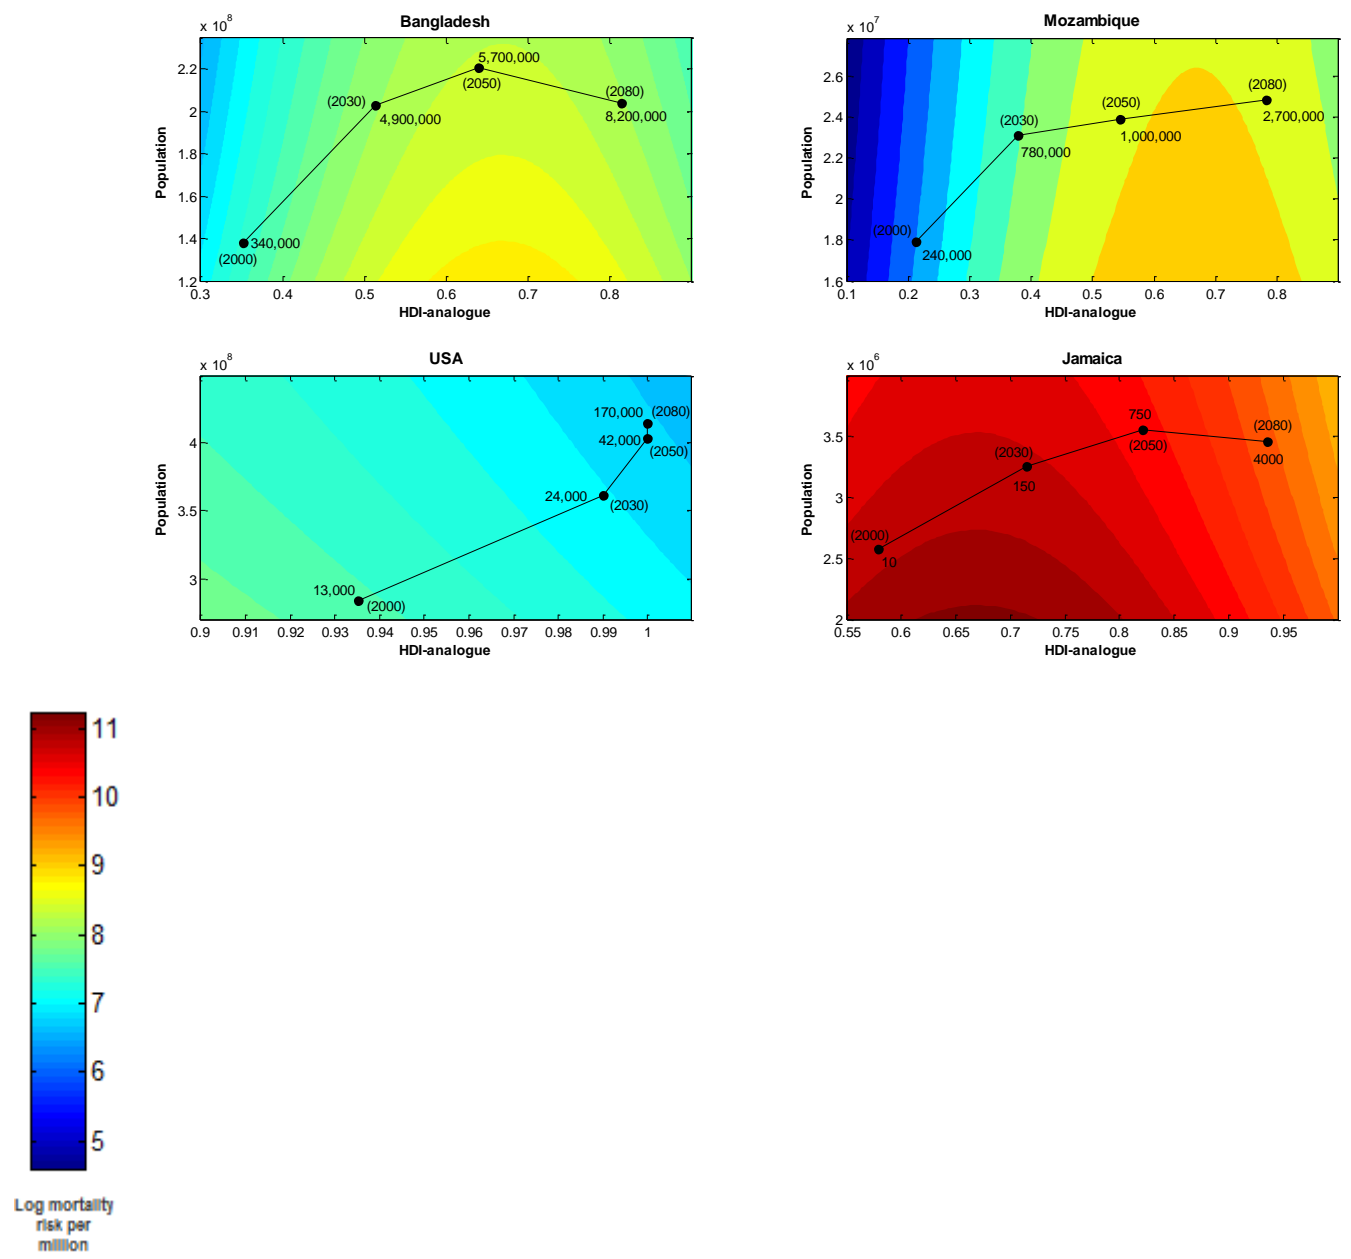 Bangladesh
x 10^8
2.2
2
1.8
1.6
1.4
1.2
Population
5,700,000
(2050)
(2030)
4,900,000
(2080)
8,200,000
340,000
(2000)
0.3 0.4 0.5 0.6 0.7 0.8
HDI-analogue
Mozambique
x 10^7
2.6
2.4
2.2
2
1.8
1.6
Population
(2080)
2,700,000
(2050)
1,000,000
(2030)
780,000
(2000)
240,000
0.1 0.2 0.3 0.4 0.5 0.6 0.7 0.8
HDI-analogue
USA
x 10^8
4
3.5
3
Population
170,000 (2080)
42,000
(2050)
24,000
(2030)
13,000
(2000)
0.9 0.91 0.92 0.93 0.94 0.95 0.96 0.97 0.98 0.99 1
HDI-analogue
Jamaica
x 10^6
3.5
3
2.5
2
Population
750
(2050)
(2080)
4000
(2030)
150
(2000)
10
0.55 0.6 0.65 0.7 0.75 0.8 0.85 0.9 0.95
HDI-analogue
11
10
9
8
7
6
5
Log mortality
risk per
million